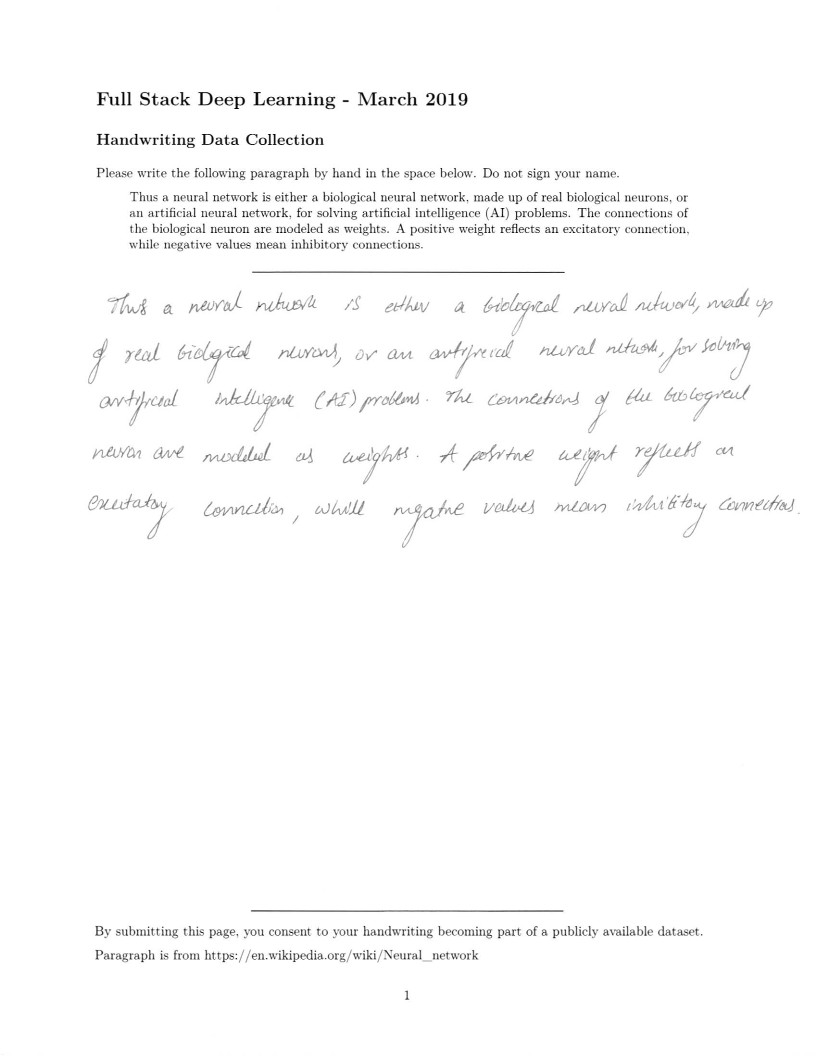 Full Stack Deep Learning - March 2019
Handwriting Data Collection
Please write the following paragraph by hand in the space below. Do not sign your name.
Thus a neural network is either a biological neural network, made up of real biological neurons, or
an artificial neural network, for solving artificial intelligence (AI) problems. The connections of
the biological neuron are modeled as weights. A positive weight reflects an excitatory connection,
while negative values mean inhibitory connections.
Thus a neural network is either a biological neural network, made up
of real biological neurons, or an artificial neural network, for solving
artificial intelligence (AI) problems. The connections of the biological
neuron are modeled as weights. A positive weight reflects an
excitatory connection, while negative values mean inhibitory connections.
By submitting this page, you consent to your handwriting becoming part of a publicly available dataset.
Paragraph is from https://en.wikipedia.org/wiki/Neural_network
1